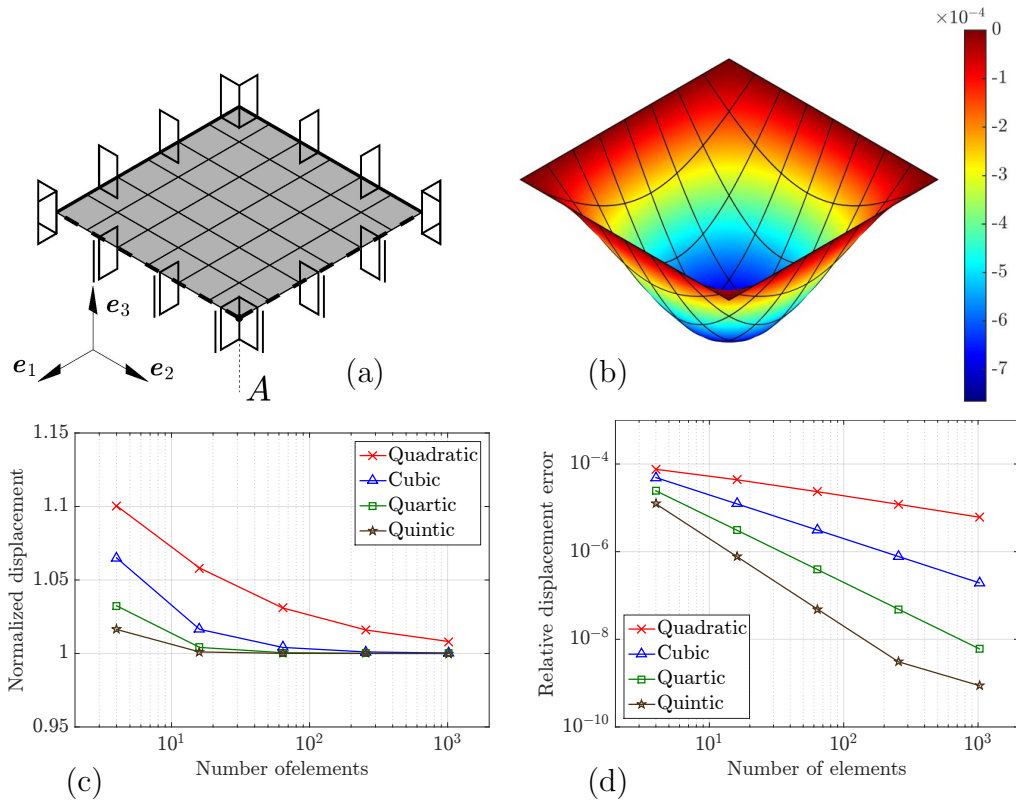 ×10⁻⁴
0
-1
-2
-3
-4
-5
-6
-7
e₃
e₁
e₂
A
(a)
(b)
1.15
1.1
1.05
1
0.95
Normalized displacement
Quadratic
Cubic
Quartic
Quintic
10¹
10²
10³
Number ofelements
(c)
10⁻⁴
10⁻⁶
10⁻⁸
10⁻¹⁰
Relative displacement error
Quadratic
Cubic
Quartic
Quintic
10¹
10²
10³
Number of elements
(d)